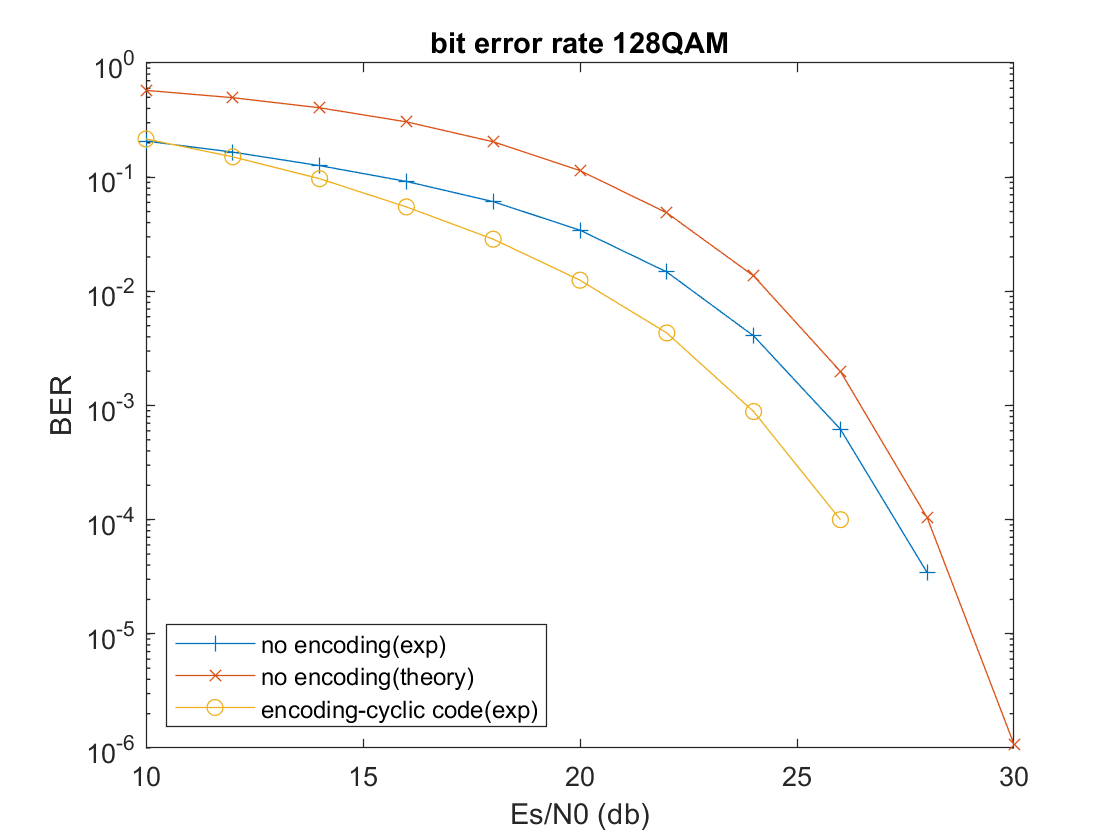 bit error rate 128QAM
10^0
10^-1
10^-2
10^-3
10^-4
10^-5
10^-6
BER
no encoding(exp)
no encoding(theory)
encoding-cyclic code(exp)
10 15 20 25 30
Es/N0 (db)